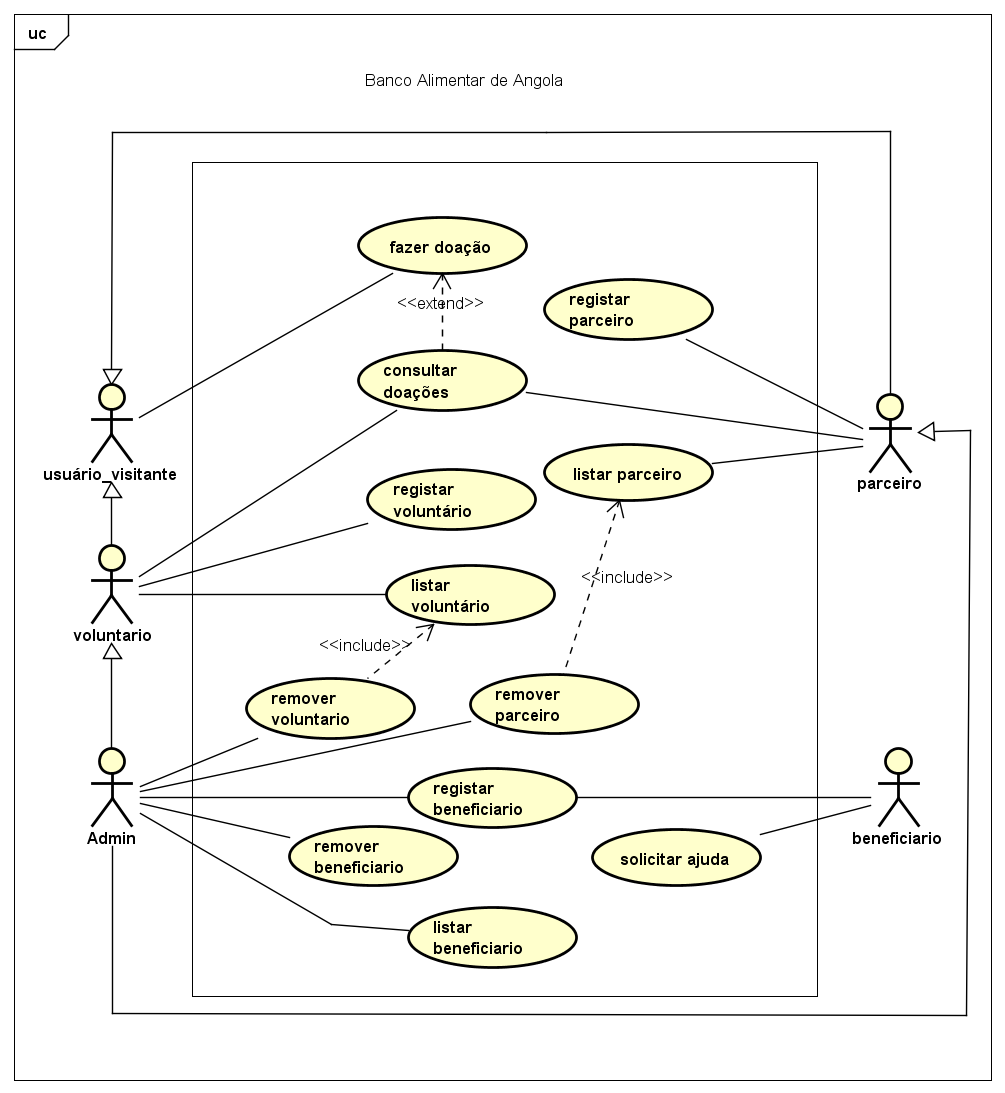 uc
Banco Alimentar de Angola
fazer doação
<<extend>>
registar
parceiro
consultar
doações
usuário_visitante
listar parceiro
parceiro
registar
voluntário
<<include>>
listar
voluntário
voluntario
<<include>>
remover
voluntario
remover
parceiro
registar
beneficiario
Admin
beneficiario
remover
beneficiario
solicitar ajuda
listar
beneficiario